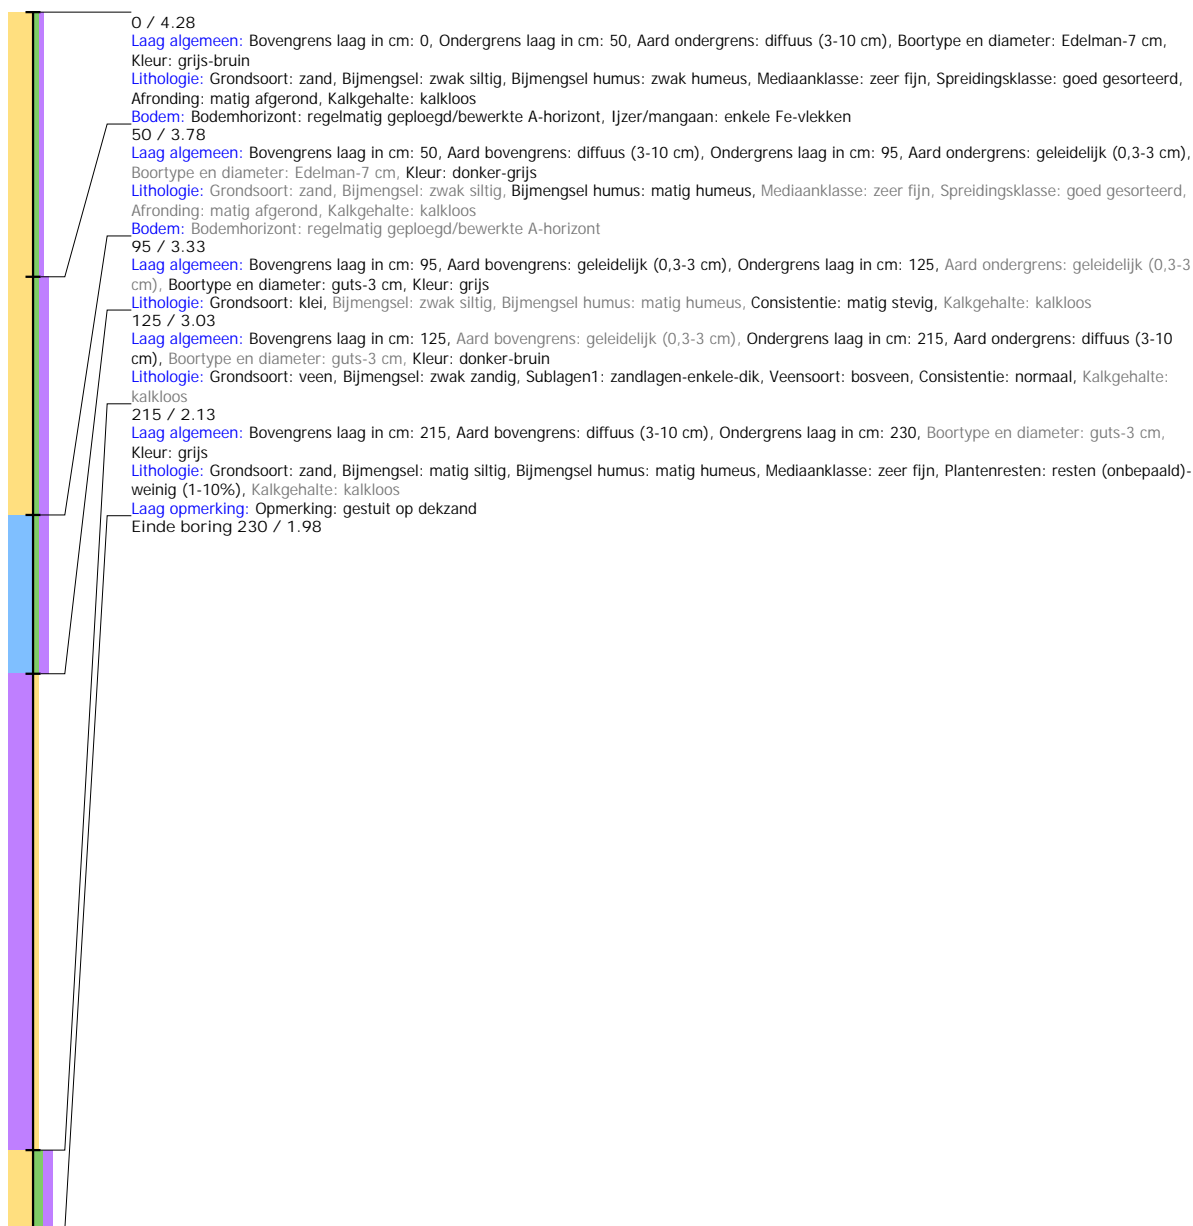 0 / 4.28
Laag algemeen: Bovengrens laag in cm: 0, Ondergrens laag in cm: 50, Aard ondergrens: diffuus (3-10 cm), Boortype en diameter: Edelman-7 cm,
Kleur: grijs-bruin
Lithologie: Grondsoort: zand, Bijmengsel: zwak siltig, Bijmengsel humus: zwak humeus, Mediaanklasse: zeer fijn, Spreidingsklasse: goed gesorteerd,
Afronding: matig afgerond, Kalkgehalte: kalkloos
Bodem: Bodemhorizont: regelmatig geploegd/bewerkte A-horizont, Ijzer/mangaan: enkele Fe-vlekken
50 / 3.78
Laag algemeen: Bovengrens laag in cm: 50, Aard bovengrens: diffuus (3-10 cm), Ondergrens laag in cm: 95, Aard ondergrens: geleidelijk (0,3-3 cm),
Boortype en diameter: Edelman-7 cm, Kleur: donker-grijs
Lithologie: Grondsoort: zand, Bijmengsel: zwak siltig, Bijmengsel humus: matig humeus, Mediaanklasse: zeer fijn, Spreidingsklasse: goed gesorteerd,
Afronding: matig afgerond, Kalkgehalte: kalkloos
Bodem: Bodemhorizont: regelmatig geploegd/bewerkte A-horizont
95 / 3.33
Laag algemeen: Bovengrens laag in cm: 95, Aard bovengrens: geleidelijk (0,3-3 cm), Ondergrens laag in cm: 125, Aard ondergrens: geleidelijk (0,3-3
cm), Boortype en diameter: guts-3 cm, Kleur: grijs
Lithologie: Grondsoort: klei, Bijmengsel: zwak siltig, Bijmengsel humus: matig humeus, Consistentie: matig stevig, Kalkgehalte: kalkloos
125 / 3.03
Laag algemeen: Bovengrens laag in cm: 125, Aard bovengrens: geleidelijk (0,3-3 cm), Ondergrens laag in cm: 215, Aard ondergrens: diffuus (3-10
cm), Boortype en diameter: guts-3 cm, Kleur: donker-bruin
Lithologie: Grondsoort: veen, Bijmengsel: zwak zandig, Sublagen1: zandlagen-enkele-dik, Veensoort: bosveen, Consistentie: normaal, Kalkgehalte:
kalkloos
215 / 2.13
Laag algemeen: Bovengrens laag in cm: 215, Aard bovengrens: diffuus (3-10 cm), Ondergrens laag in cm: 230, Boortype en diameter: guts-3 cm,
Kleur: grijs
Lithologie: Grondsoort: zand, Bijmengsel: matig siltig, Bijmengsel humus: matig humeus, Mediaanklasse: zeer fijn, Plantenresten: resten (onbepaald)-
weinig (1-10%), Kalkgehalte: kalkloos
Laag opmerking: Opmerking: gestuit op dekzand
Einde boring 230 / 1.98